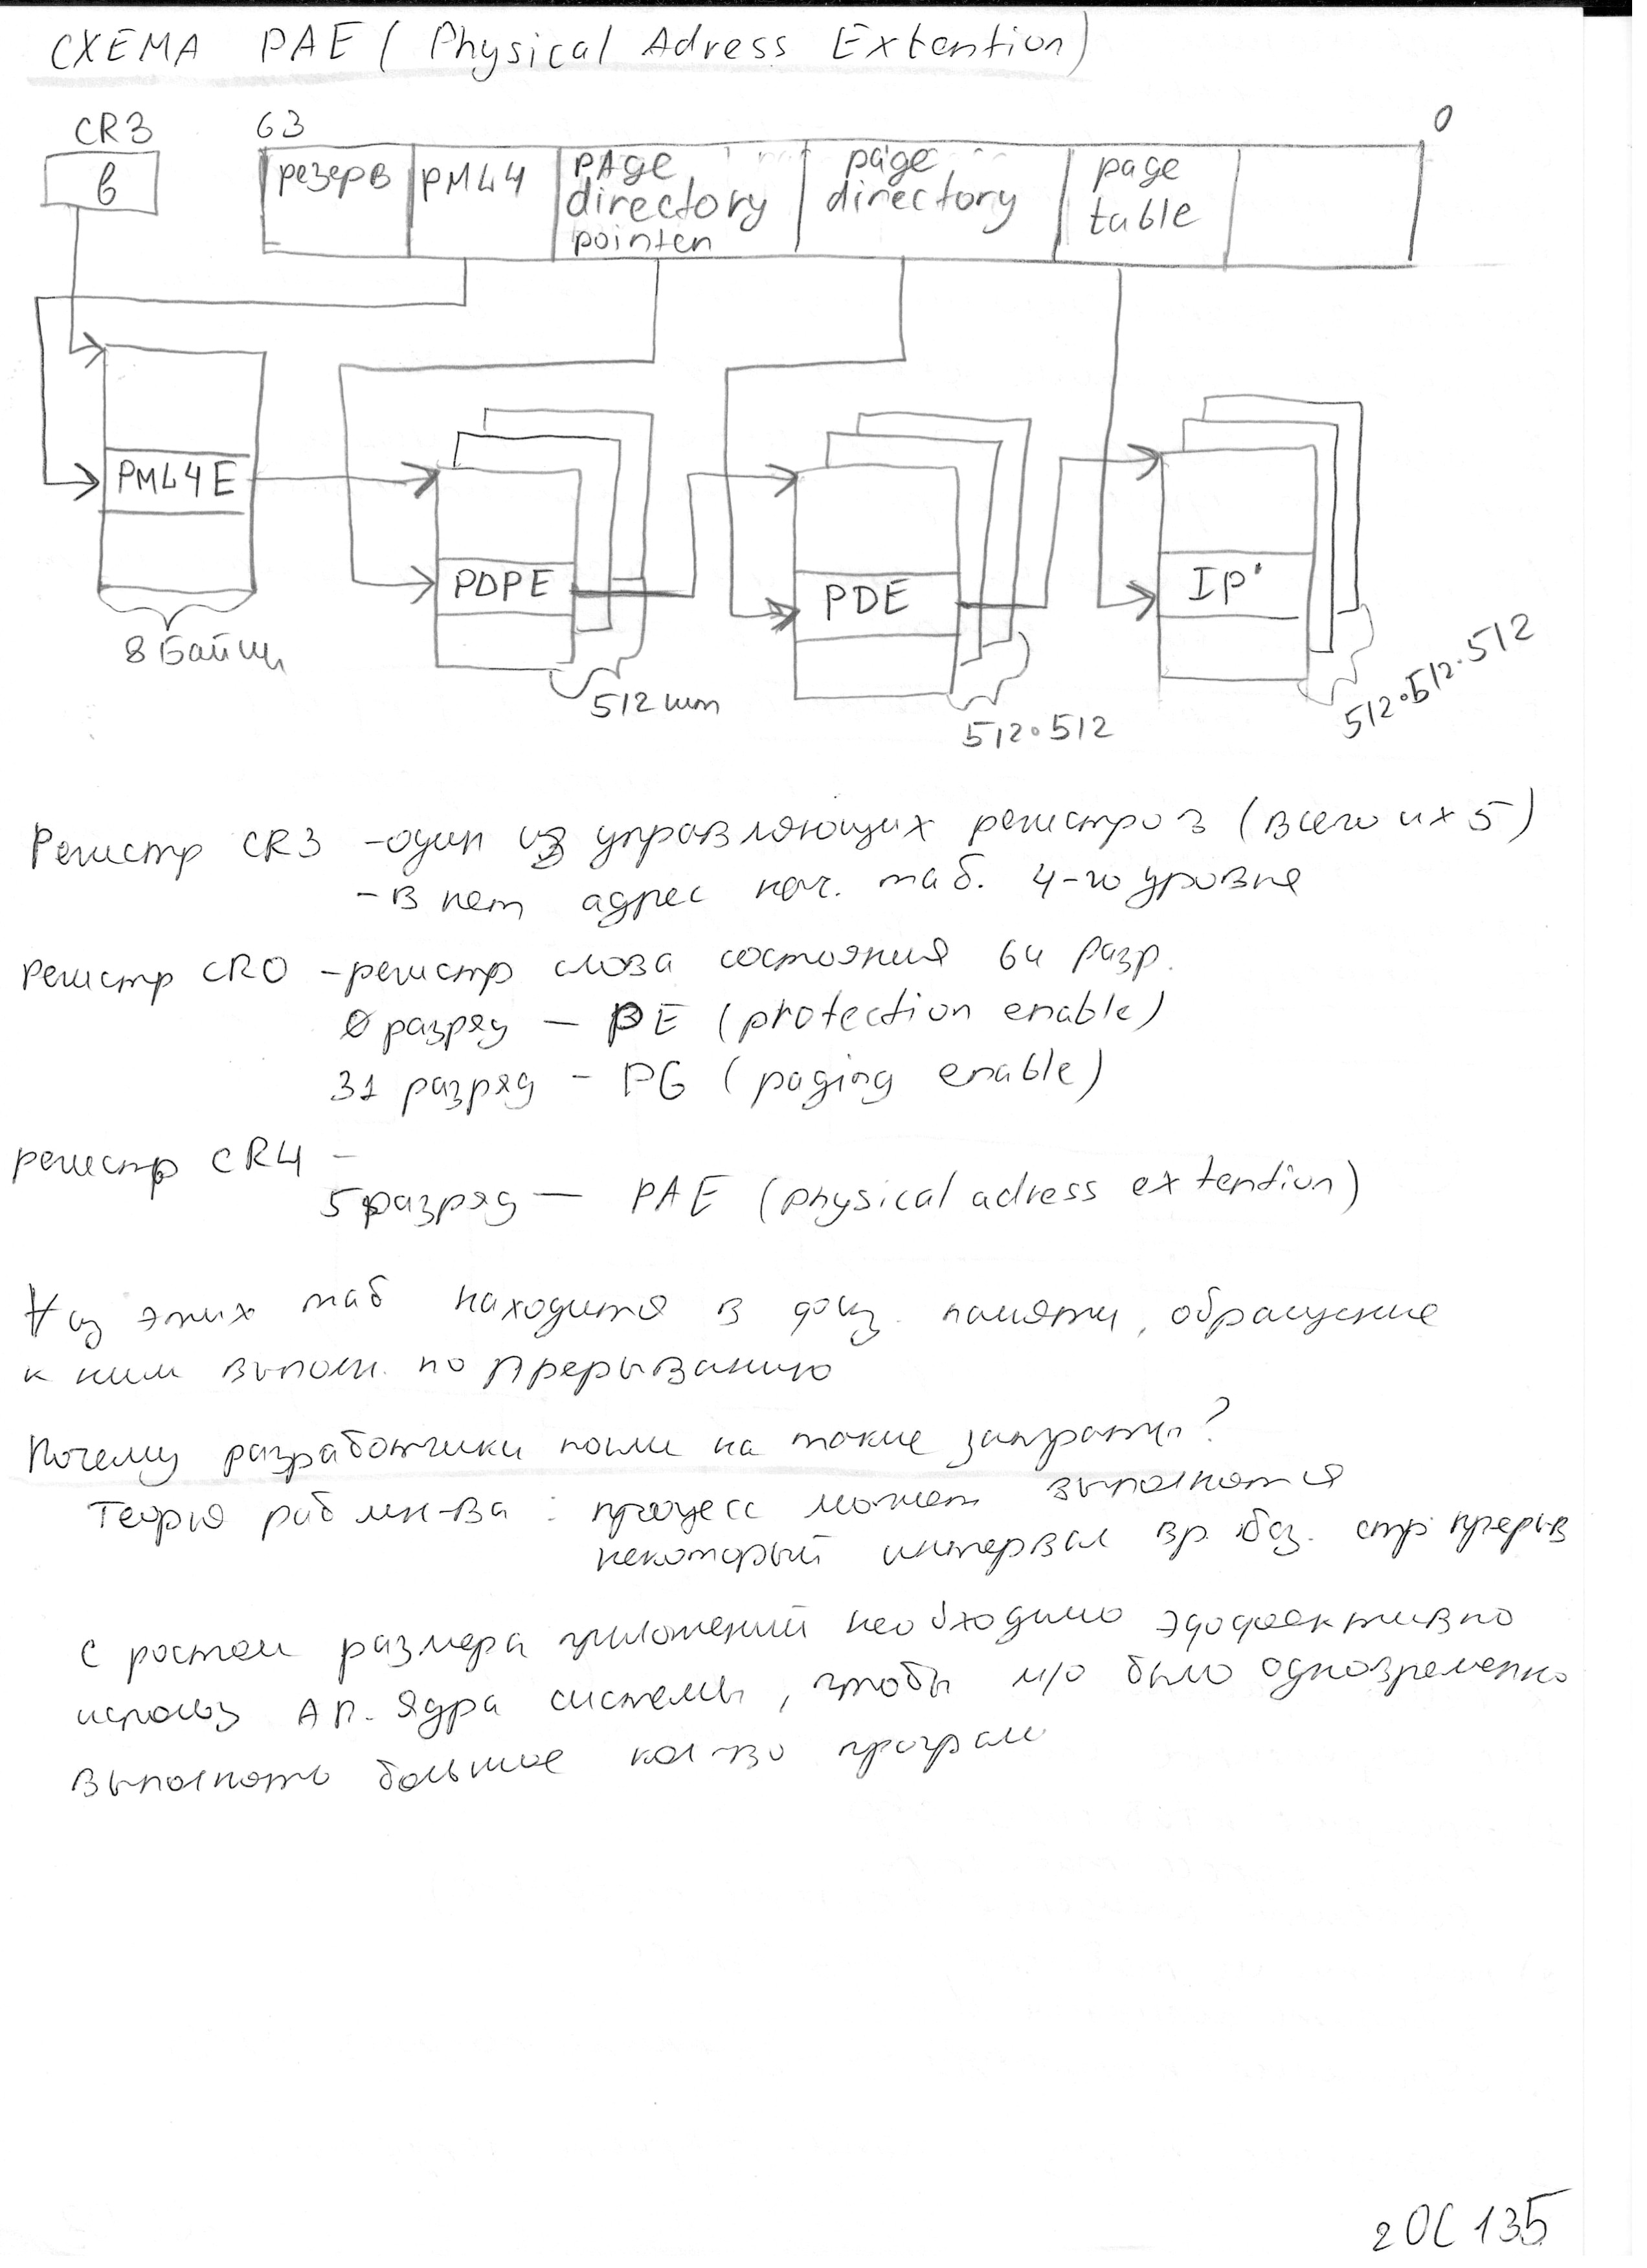 СХЕМА PAE ( Physical Adress Extention)
CR3 63 0
в резерв PML4 PAge directory pointer page directory page table
PML4E
PDPE PDE IP'
8 Байт
512 шт
512·512
512·512·512
Регистр CR3 - один из управляющих регистров (всего их 5)
- В нем адрес нач. таб. 4-го уровня
регистр CR0 - регистр слова состояния 64 разр.
0 разряд — PE (protection enable)
31 разряд - PG (paging enable)
регистр CR4 -
5 разряд — PAE (physical adress extention)
∀ из этих таб находится в физ. памяти, обращение
к ним выполн. по прерыванию
Почему разработчики пошли на такие затраты?
Теория раб мн-ва : процесс может выполнятся
некоторый интервал вр. без. стр прерыв
С ростом размера приложений необходимо эффективно
использ АП. Ядра системы, чтобы м/о было одновременно
выполнять большое кол-во програм
2 ОС 135